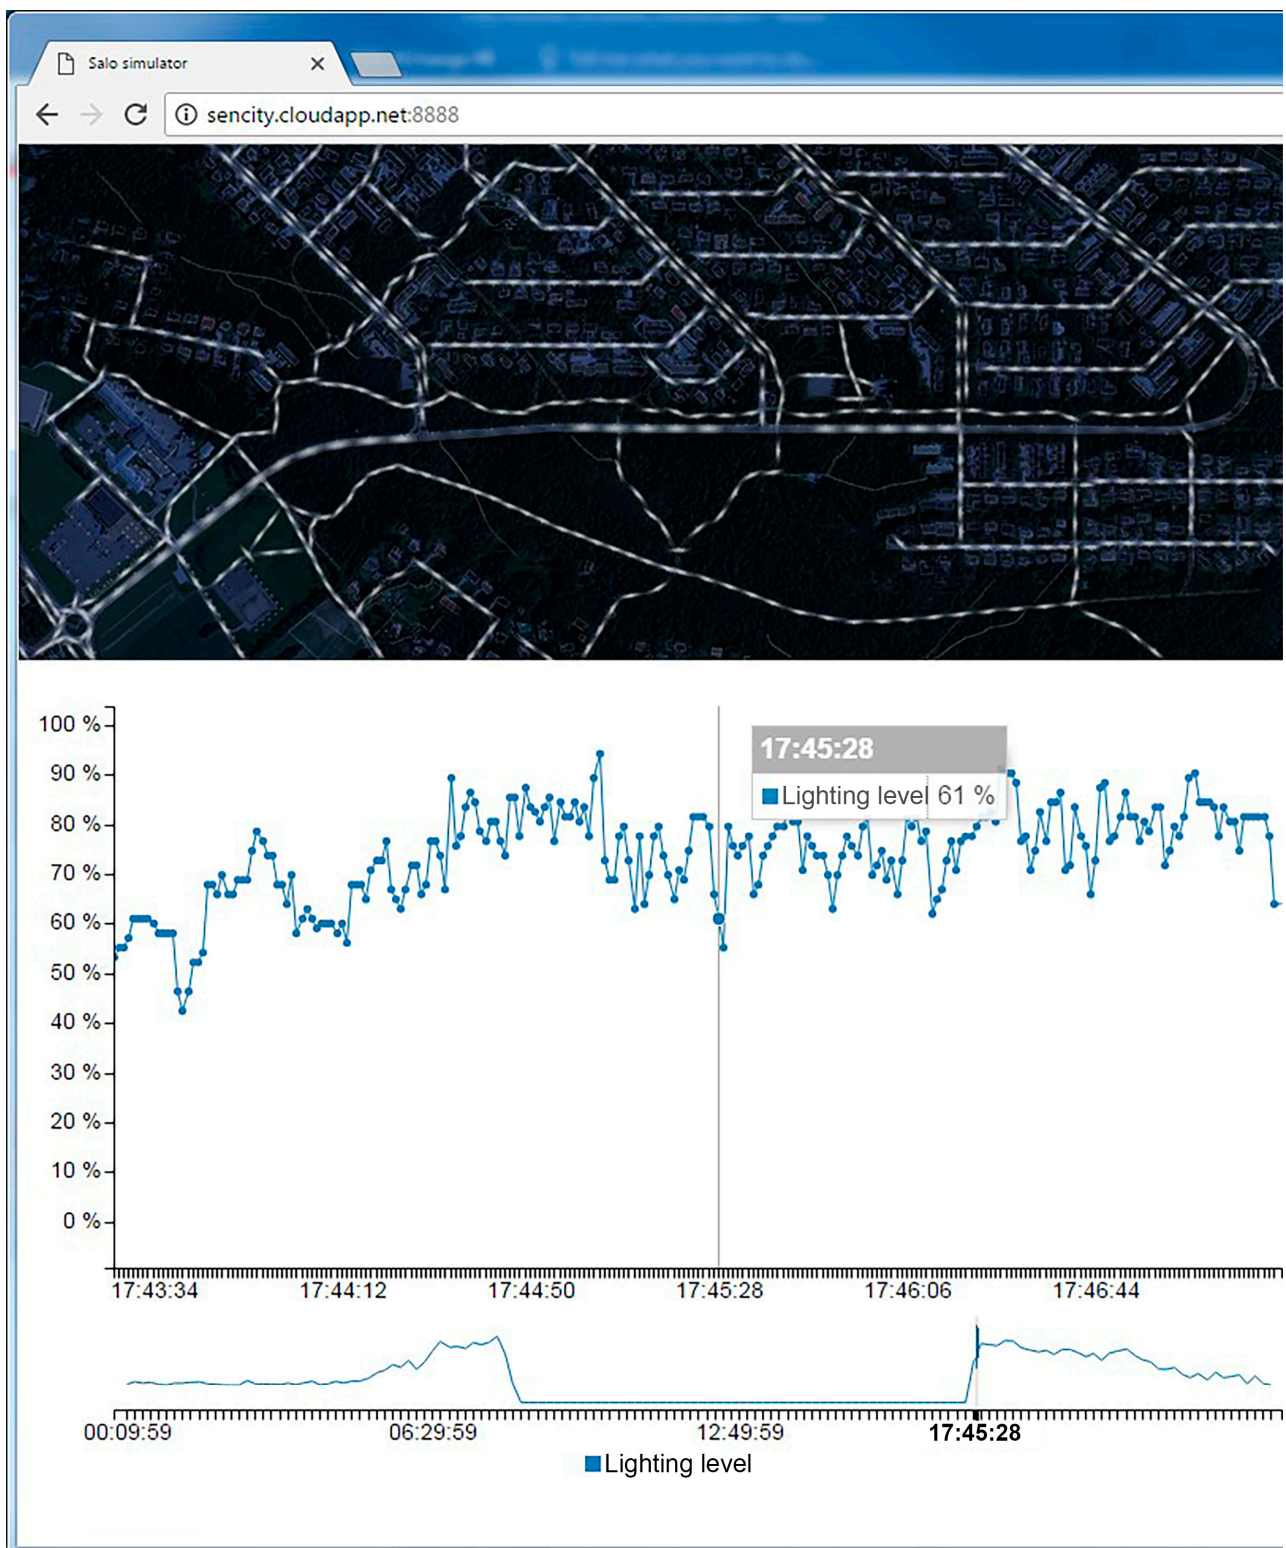 Salo simulator
sencity.cloudapp.net:8888
100 %
90 %
80 %
70 %
60 %
50 %
40 %
30 %
20 %
10 %
0 %
17:45:28
Lighting level 61 %
17:43:34 17:44:12 17:44:50 17:45:28 17:46:06 17:46:44
00:09:59 06:29:59 12:49:59 17:45:28
Lighting level